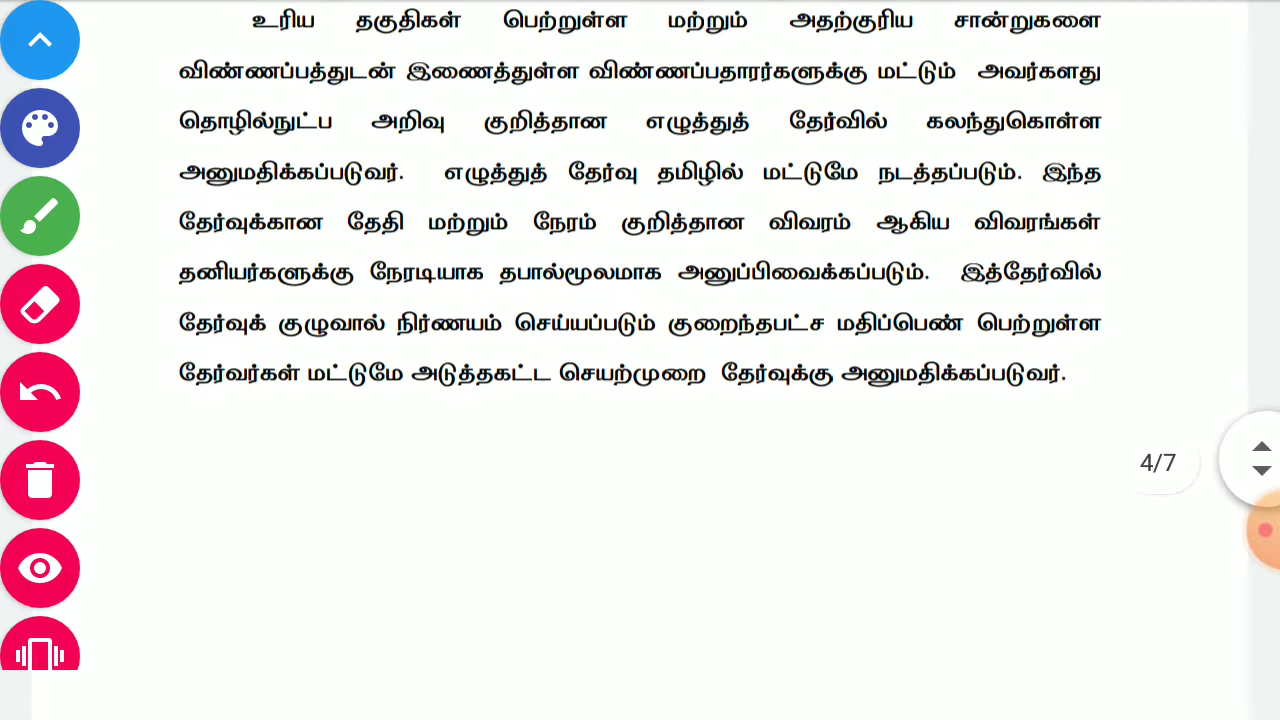 உரிய தகுதிகள் பெற்றுள்ள மற்றும் அதற்குரிய சான்றுகளை
விண்ணப்பத்துடன் இணைத்துள்ள விண்ணப்பதாரர்களுக்கு மட்டும் அவர்களது
தொழில்நுட்ப அறிவு குறித்தான எழுத்துத் தேர்வில் கலந்துகொள்ள
அனுமதிக்கப்படுவர். எழுத்துத் தேர்வு தமிழில் மட்டுமே நடத்தப்படும். இந்த
தேர்வுக்கான தேதி மற்றும் நேரம் குறித்தான விவரம் ஆகிய விவரங்கள்
தனியர்களுக்கு நேரடியாக தபால்மூலமாக அனுப்பிவைக்கப்படும். இத்தேர்வில்
தேர்வுக் குழுவால் நிர்ணயம் செய்யப்படும் குறைந்தபட்ச மதிப்பெண் பெற்றுள்ள
தேர்வர்கள் மட்டுமே அடுத்தகட்ட செயற்முறை தேர்வுக்கு அனுமதிக்கப்படுவர்.
4/7